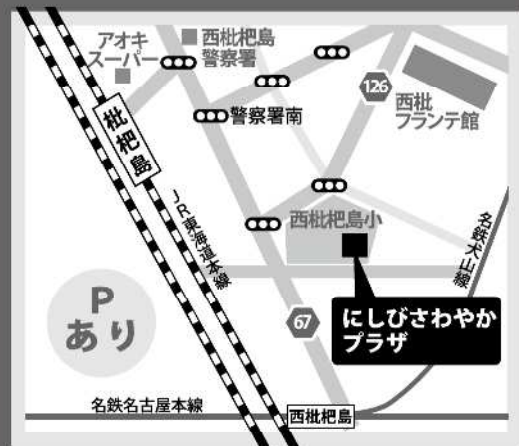 アオキ
スーパー
西枇杷島
警察署
126
西枇
フランテ館
警察署南
枇杷島
JR東海道本線
西枇杷島小
名鉄犬山線
P
あり
67
にしびさわやか
プラザ
名鉄名古屋本線
西枇杷島